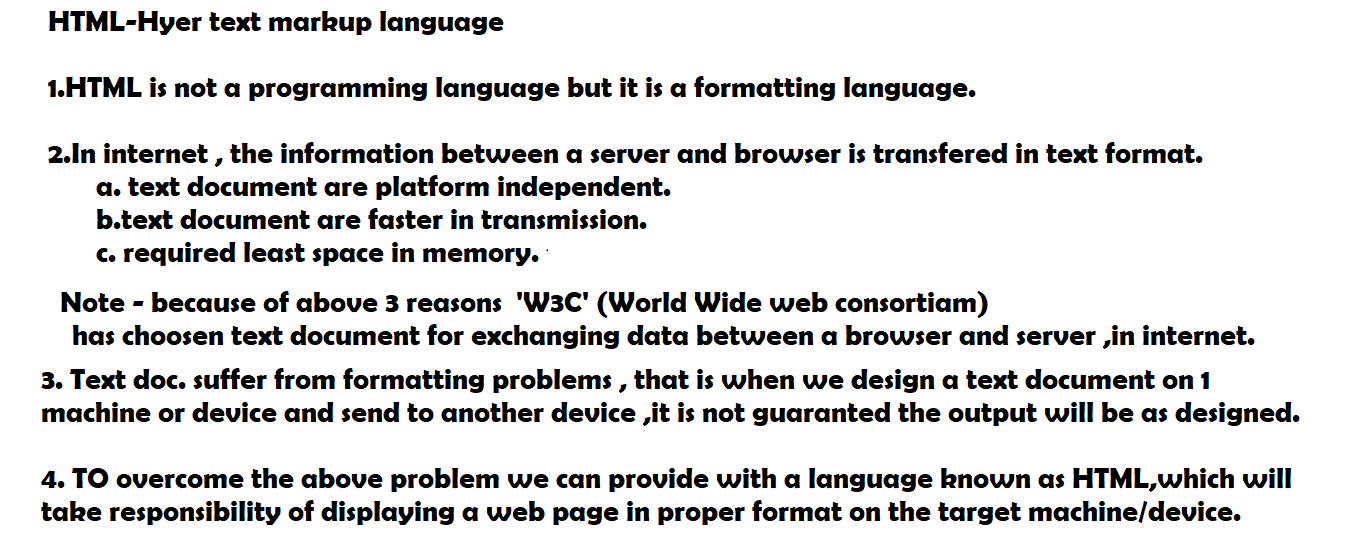 HTML-Hyer text markup language
1.HTML is not a programming language but it is a formatting language.
2.In internet , the information between a server and browser is transfered in text format.
a. text document are platform independent.
b.text document are faster in transmission.
c. required least space in memory.
Note - because of above 3 reasons 'W3C' (World Wide web consortiam)
has choosen text document for exchanging data between a browser and server ,in internet.
3. Text doc. suffer from formatting problems , that is when we design a text document on 1
machine or device and send to another device ,it is not guaranted the output will be as designed.
4. TO overcome the above problem we can provide with a language known as HTML,which will
take responsibility of displaying a web page in proper format on the target machine/device.